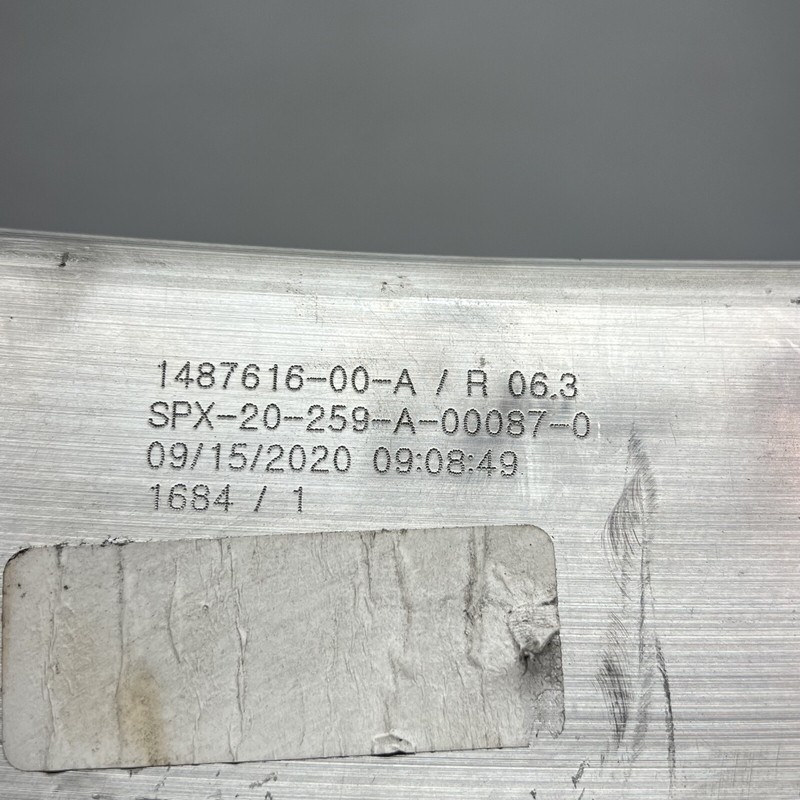 1487616-00-A / R 06.3
SPX-20-259-A-00087-0
09/15/2020 09:08:49
1684 / 1